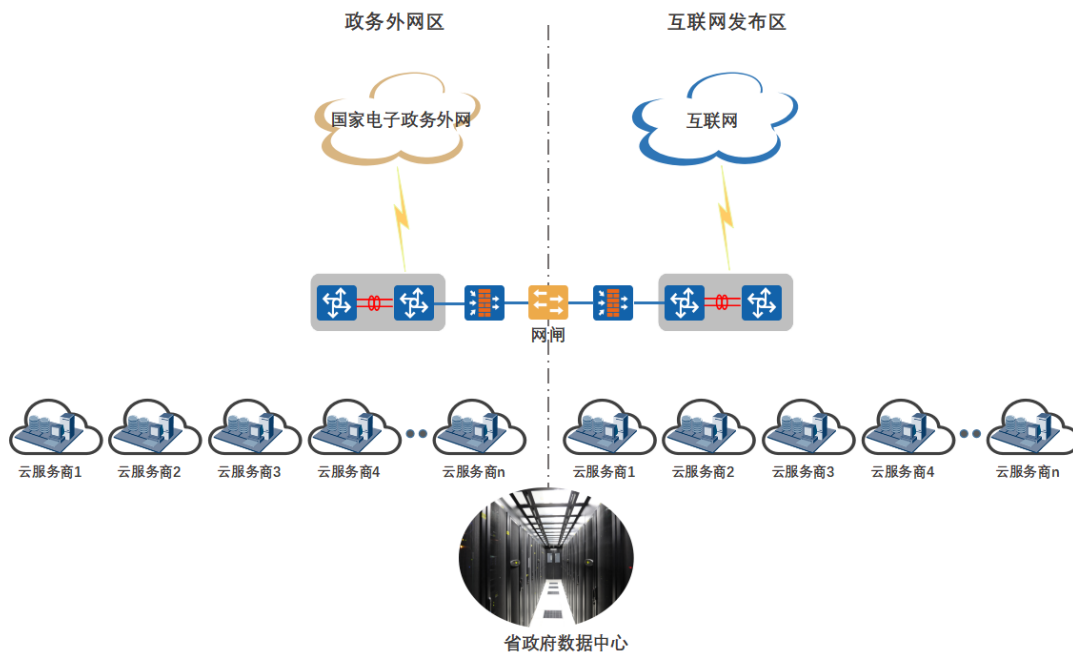 政务外网区
互联网发布区
国家电子政务外网
互联网
网闸
云服务商1
云服务商2
云服务商3
云服务商4
云服务商n
云服务商1
云服务商2
云服务商3
云服务商4
云服务商n
省政府数据中心